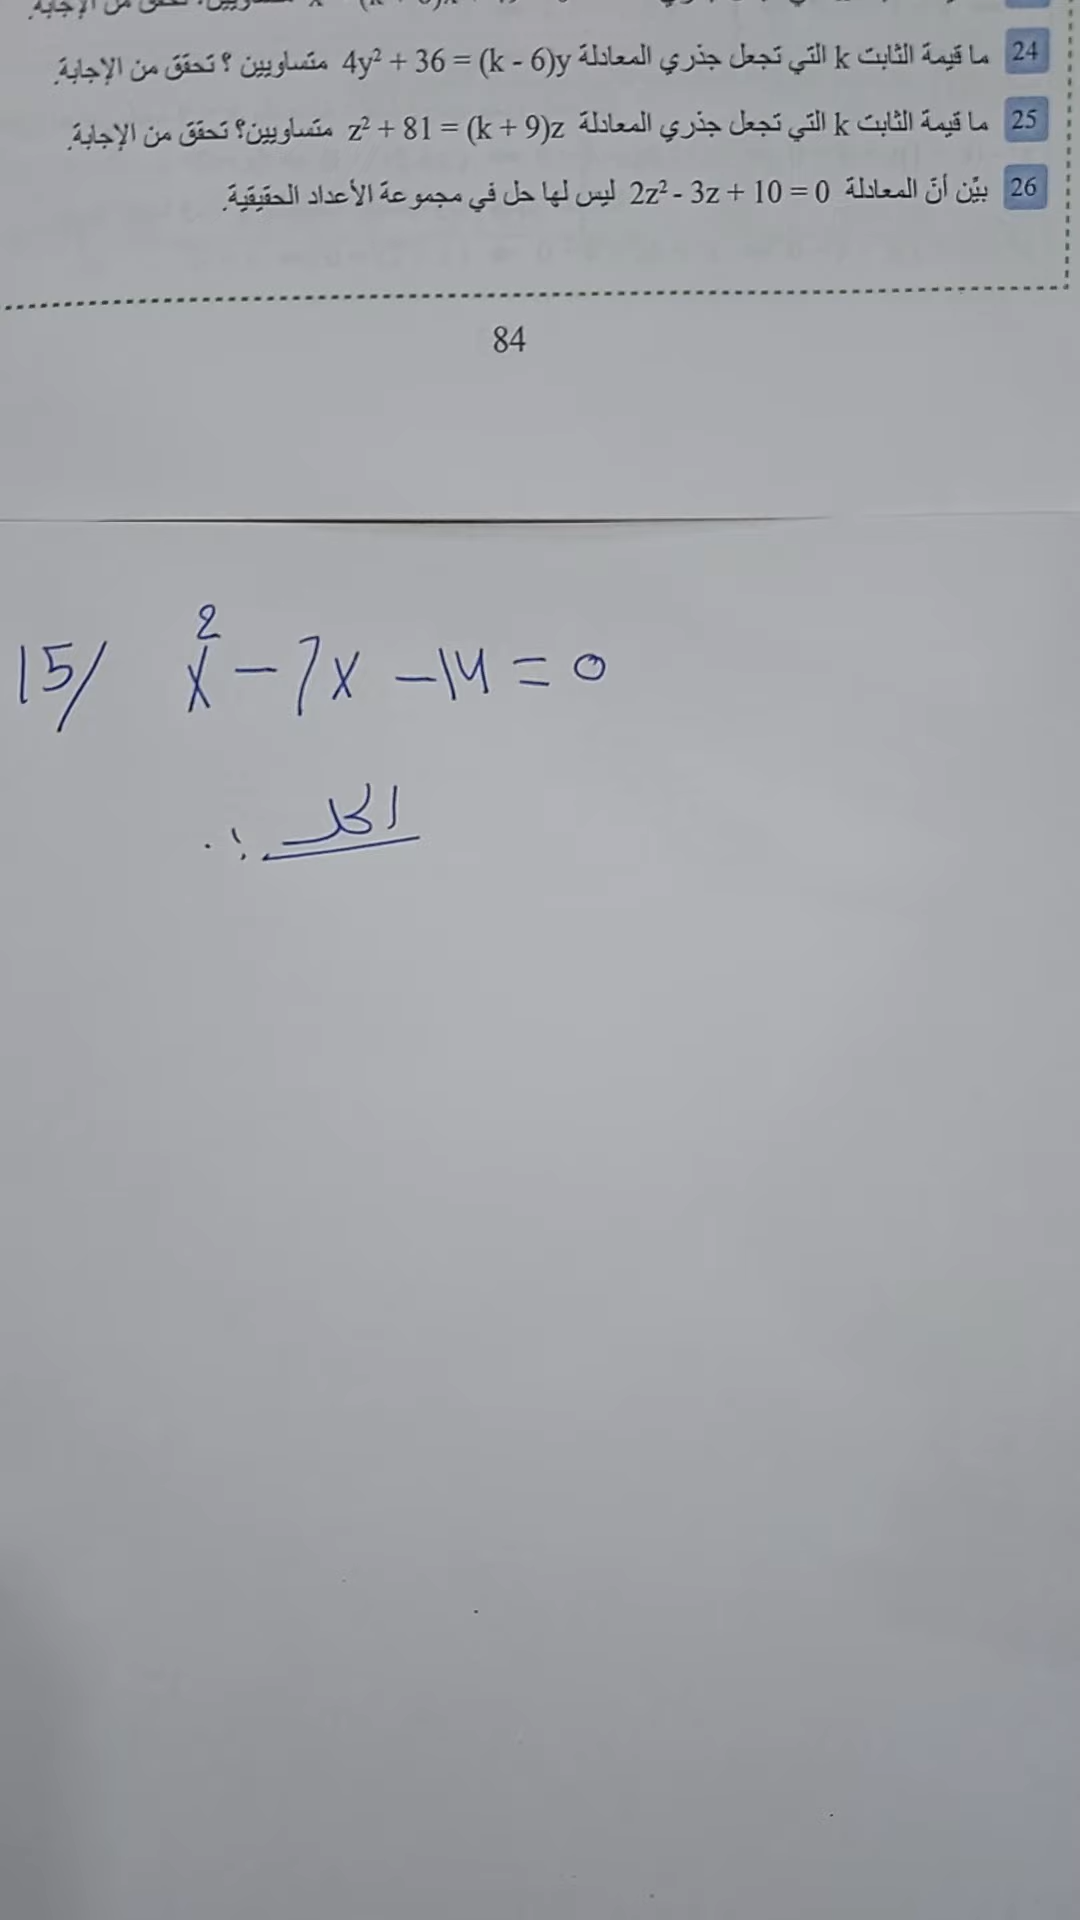 24 ما قيمة الثابت k التي تجعل جذري المعادلة 4y² + 36 = (k - 6)y متساويين ؟ تحقق من الإجابة.
25 ما قيمة الثابت k التي تجعل جذري المعادلة z² + 81 = (k + 9)z متساويين؟ تحقق من الإجابة.
26 بيّن أنّ المعادلة 2z² - 3z + 10 = 0 ليس لها حل في مجموعة الأعداد الحقيقية.
84
15/ x² - 7x - 14 = 0
الحل